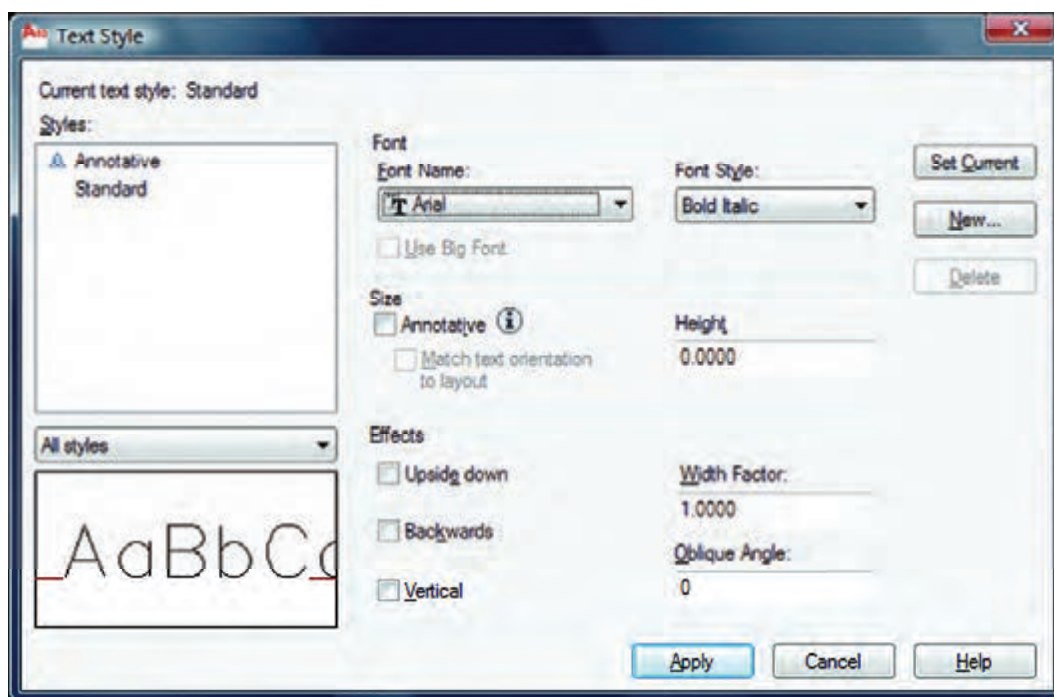 Text Style
Current text style: Standard
Styles:
Annotative
Standard
All styles
AaBbCc
Font
Font Name:
Arial
Use Big Font
Font Style:
Bold Italic
Size
Annotative
Match text orientation
to layout
Height
0.0000
Effects
Upside down
Backwards
Vertical
Width Factor:
1.0000
Oblique Angle:
0
Set Current
New...
Delete
Apply
Cancel
Help